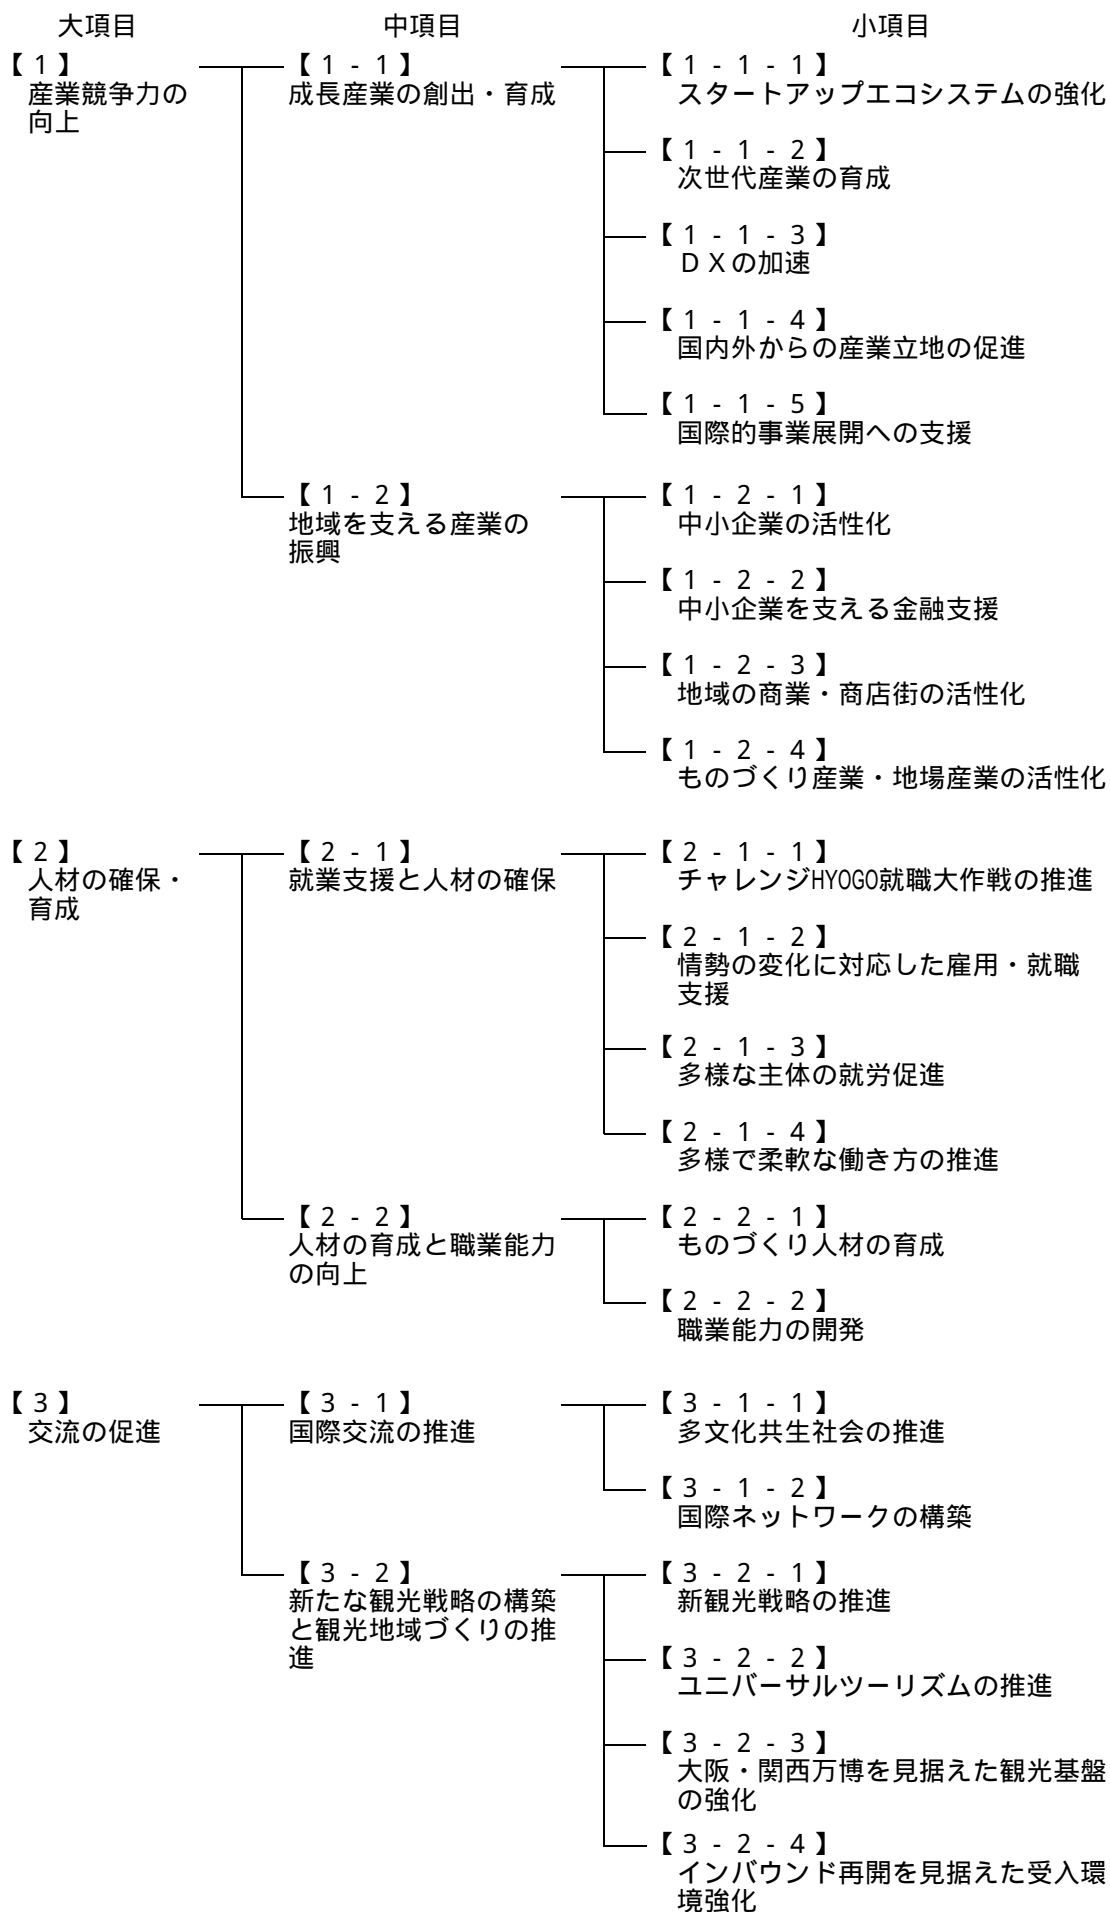 大項目 中項目 小項目
【１】 【１-１】 【１-１-１】
産業競争力の 成長産業の創出・育成 スタートアップエコシステムの強化
向上
【１-１-２】
次世代産業の育成
【１-１-３】
ＤＸの加速
【１-１-４】
国内外からの産業立地の促進
【１-１-５】
国際的事業展開への支援
【１-２】 【１-２-１】
地域を支える産業の 中小企業の活性化
振興
【１-２-２】
中小企業を支える金融支援
【１-２-３】
地域の商業・商店街の活性化
【１-２-４】
ものづくり産業・地場産業の活性化
【２】 【２-１】 【２-１-１】
人材の確保・ 就業支援と人材の確保 チャレンジHYOGO就職大作戦の推進
育成
【２-１-２】
情勢の変化に対応した雇用・就職
支援
【２-１-３】
多様な主体の就労促進
【２-１-４】
多様で柔軟な働き方の推進
【２-２】 【２-２-１】
人材の育成と職業能力 ものづくり人材の育成
の向上
【２-２-２】
職業能力の開発
【３】 【３-１】 【３-１-１】
交流の促進 国際交流の推進 多文化共生社会の推進
【３-１-２】
国際ネットワークの構築
【３-２】 【３-２-１】
新たな観光戦略の構築 新観光戦略の推進
と観光地域づくりの推
進
【３-２-２】
ユニバーサルツーリズムの推進
【３-２-３】
大阪・関西万博を見据えた観光基盤
の強化
【３-２-４】
インバウンド再開を見据えた受入環
境強化